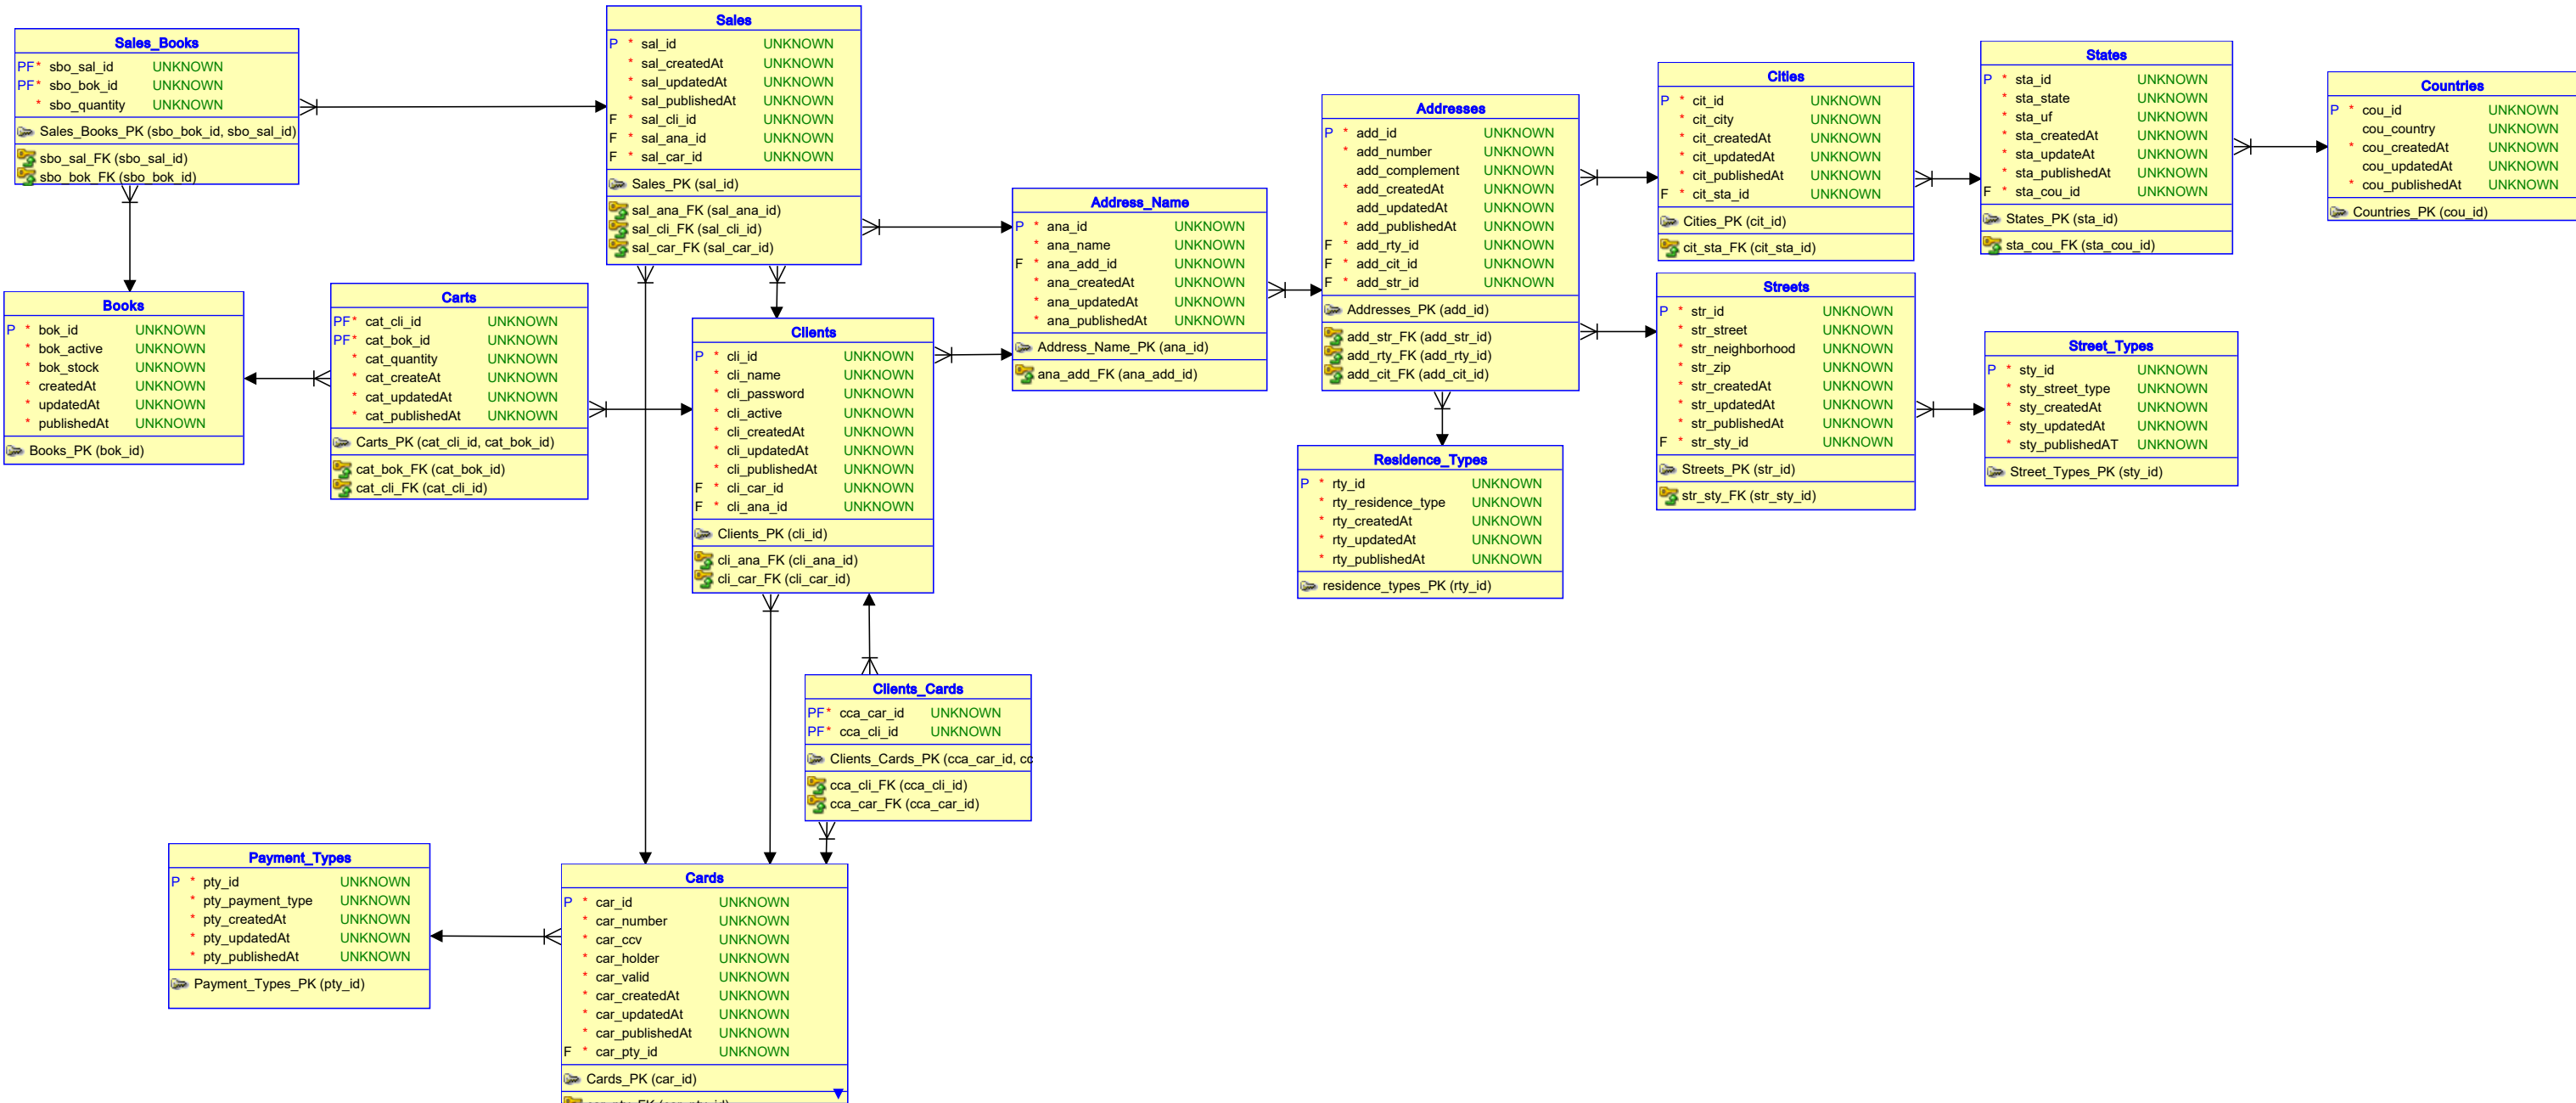 Sales_Books
PF* sbo_sal_id UNKNOWN
PF* sbo_bok_id UNKNOWN
* sbo_quantity UNKNOWN
Sales_Books_PK (sbo_bok_id, sbo_sal_id)
sbo_sal_FK (sbo_sal_id)
sbo_bok_FK (sbo_bok_id)
Sales
P * sal_id UNKNOWN
* sal_createdAt UNKNOWN
* sal_updatedAt UNKNOWN
* sal_publishedAt UNKNOWN
F * sal_cli_id UNKNOWN
F * sal_ana_id UNKNOWN
F * sal_car_id UNKNOWN
Sales_PK (sal_id)
sal_ana_FK (sal_ana_id)
sal_cli_FK (sal_cli_id)
sal_car_FK (sal_car_id)
Address_Name
P * ana_id UNKNOWN
* ana_name UNKNOWN
F * ana_add_id UNKNOWN
* ana_createdAt UNKNOWN
* ana_updatedAt UNKNOWN
* ana_publishedAt UNKNOWN
Address_Name_PK (ana_id)
ana_add_FK (ana_add_id)
Addresses
P * add_id UNKNOWN
* add_number UNKNOWN
add_complement UNKNOWN
* add_createdAt UNKNOWN
add_updatedAt UNKNOWN
* add_publishedAt UNKNOWN
F * add_rty_id UNKNOWN
F * add_cit_id UNKNOWN
F * add_str_id UNKNOWN
Addresses_PK (add_id)
add_str_FK (add_str_id)
add_rty_FK (add_rty_id)
add_cit_FK (add_cit_id)
Cities
P * cit_id UNKNOWN
* cit_city UNKNOWN
* cit_createdAt UNKNOWN
* cit_updatedAt UNKNOWN
* cit_publishedAt UNKNOWN
F * cit_sta_id UNKNOWN
Cities_PK (cit_id)
cit_sta_FK (cit_sta_id)
States
P * sta_id UNKNOWN
* sta_state UNKNOWN
* sta_uf UNKNOWN
* sta_createdAt UNKNOWN
* sta_updateAt UNKNOWN
* sta_publishedAt UNKNOWN
F * sta_cou_id UNKNOWN
States_PK (sta_id)
sta_cou_FK (sta_cou_id)
Countries
P * cou_id UNKNOWN
cou_country UNKNOWN
* cou_createdAt UNKNOWN
cou_updatedAt UNKNOWN
* cou_publishedAt UNKNOWN
Countries_PK (cou_id)
Books
P * bok_id UNKNOWN
* bok_active UNKNOWN
* bok_stock UNKNOWN
* createdAt UNKNOWN
* updatedAt UNKNOWN
* publishedAt UNKNOWN
Books_PK (bok_id)
Carts
PF* cat_cli_id UNKNOWN
PF* cat_bok_id UNKNOWN
* cat_quantity UNKNOWN
* cat_createAt UNKNOWN
* cat_updatedAt UNKNOWN
* cat_publishedAt UNKNOWN
Carts_PK (cat_cli_id, cat_bok_id)
cat_bok_FK (cat_bok_id)
cat_cli_FK (cat_cli_id)
Clients
P * cli_id UNKNOWN
* cli_name UNKNOWN
* cli_password UNKNOWN
* cli_active UNKNOWN
* cli_createdAt UNKNOWN
* cli_updatedAt UNKNOWN
* cli_publishedAt UNKNOWN
F * cli_car_id UNKNOWN
F * cli_ana_id UNKNOWN
Clients_PK (cli_id)
cli_ana_FK (cli_ana_id)
cli_car_FK (cli_car_id)
Streets
P * str_id UNKNOWN
* str_street UNKNOWN
* str_neighborhood UNKNOWN
* str_zip UNKNOWN
* str_createdAt UNKNOWN
* str_updatedAt UNKNOWN
* str_publishedAt UNKNOWN
F * str_sty_id UNKNOWN
Streets_PK (str_id)
str_sty_FK (str_sty_id)
Street_Types
P * sty_id UNKNOWN
* sty_street_type UNKNOWN
* sty_createdAt UNKNOWN
* sty_updatedAt UNKNOWN
* sty_publishedAT UNKNOWN
Street_Types_PK (sty_id)
Residence_Types
P * rty_id UNKNOWN
* rty_residence_type UNKNOWN
* rty_createdAt UNKNOWN
* rty_updatedAt UNKNOWN
* rty_publishedAt UNKNOWN
residence_types_PK (rty_id)
Clients_Cards
PF* cca_car_id UNKNOWN
PF* cca_cli_id UNKNOWN
Clients_Cards_PK (cca_car_id, cc
cca_cli_FK (cca_cli_id)
cca_car_FK (cca_car_id)
Payment_Types
P * pty_id UNKNOWN
* pty_payment_type UNKNOWN
* pty_createdAt UNKNOWN
* pty_updatedAt UNKNOWN
* pty_publishedAt UNKNOWN
Payment_Types_PK (pty_id)
Cards
P * car_id UNKNOWN
* car_number UNKNOWN
* car_ccv UNKNOWN
* car_holder UNKNOWN
* car_valid UNKNOWN
* car_createdAt UNKNOWN
* car_updatedAt UNKNOWN
* car_publishedAt UNKNOWN
F * car_pty_id UNKNOWN
Cards_PK (car_id)